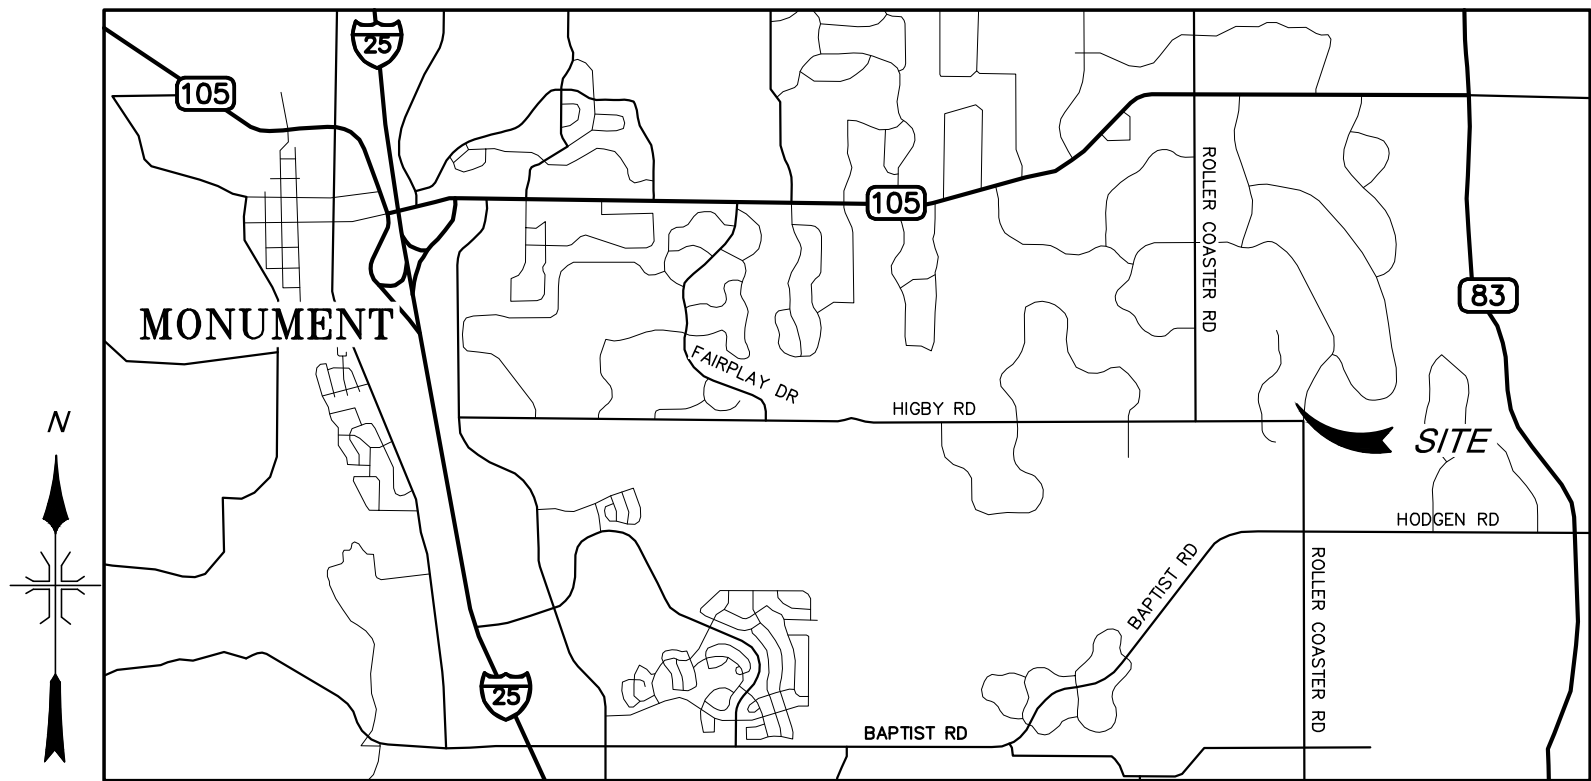 25
105
ROLLER COASTER RD
105
83
MONUMENT
FAIRPLAY DR
HIGBY RD
N
SITE
HODGEN RD
BAPTIST RD
ROLLER COASTER RD
25
BAPTIST RD